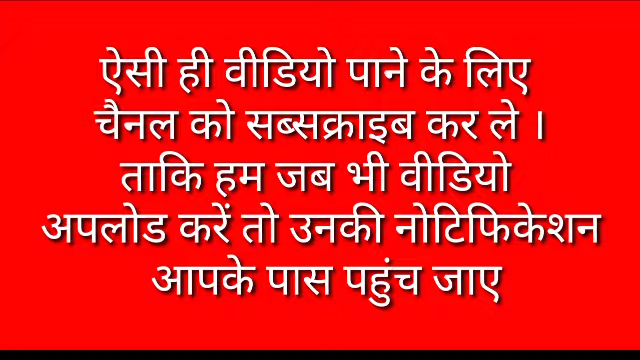 ऐसी ही वीडियो पाने के लिए
चैनल को सब्सक्राइब कर ले ।
ताकि हम जब भी वीडियो
अपलोड करें तो उनकी नोटिफिकेशन
आपके पास पहुंच जाए